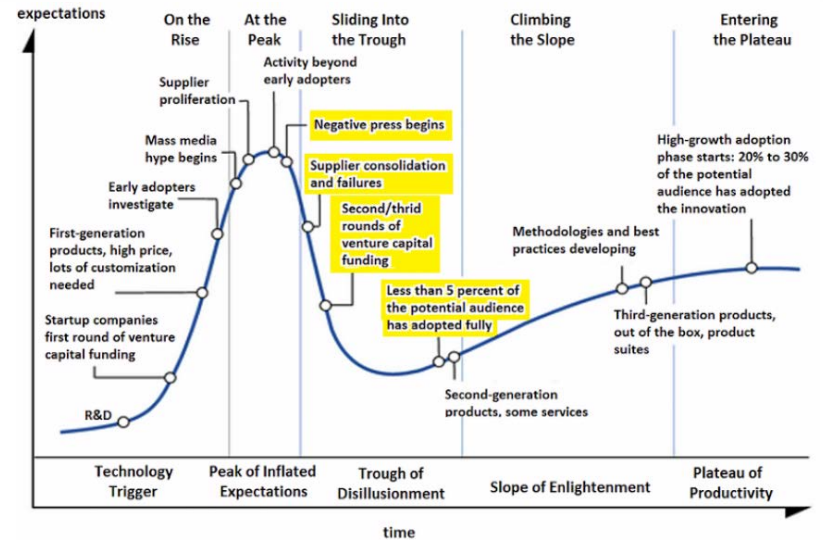 expectations
On the
Rise
At the
Peak
Sliding Into
the Trough
Climbing
the Slope
Entering
the Plateau
Activity beyond
early adopters
Supplier
proliferation
Negative press begins
Mass media
hype begins
Supplier consolidation
and failures
High-growth adoption
phase starts: 20% to 30%
of the potential
audience has adopted
the innovation
Early adopters
investigate
Second/thrid
rounds of
venture capital
funding
First-generation
products, high price,
lots of customization
needed
Methodologies and best
practices developing
Less than 5 percent of
the potential audience
has adopted fully
Startup companies
first round of venture
capital funding
Third-generation products,
out of the box, product
suites
Second-generation
products, some services
R&D
Technology
Trigger
Peak of Inflated
Expectations
Trough of
Disillusionment
Slope of Enlightenment
Plateau of
Productivity
time